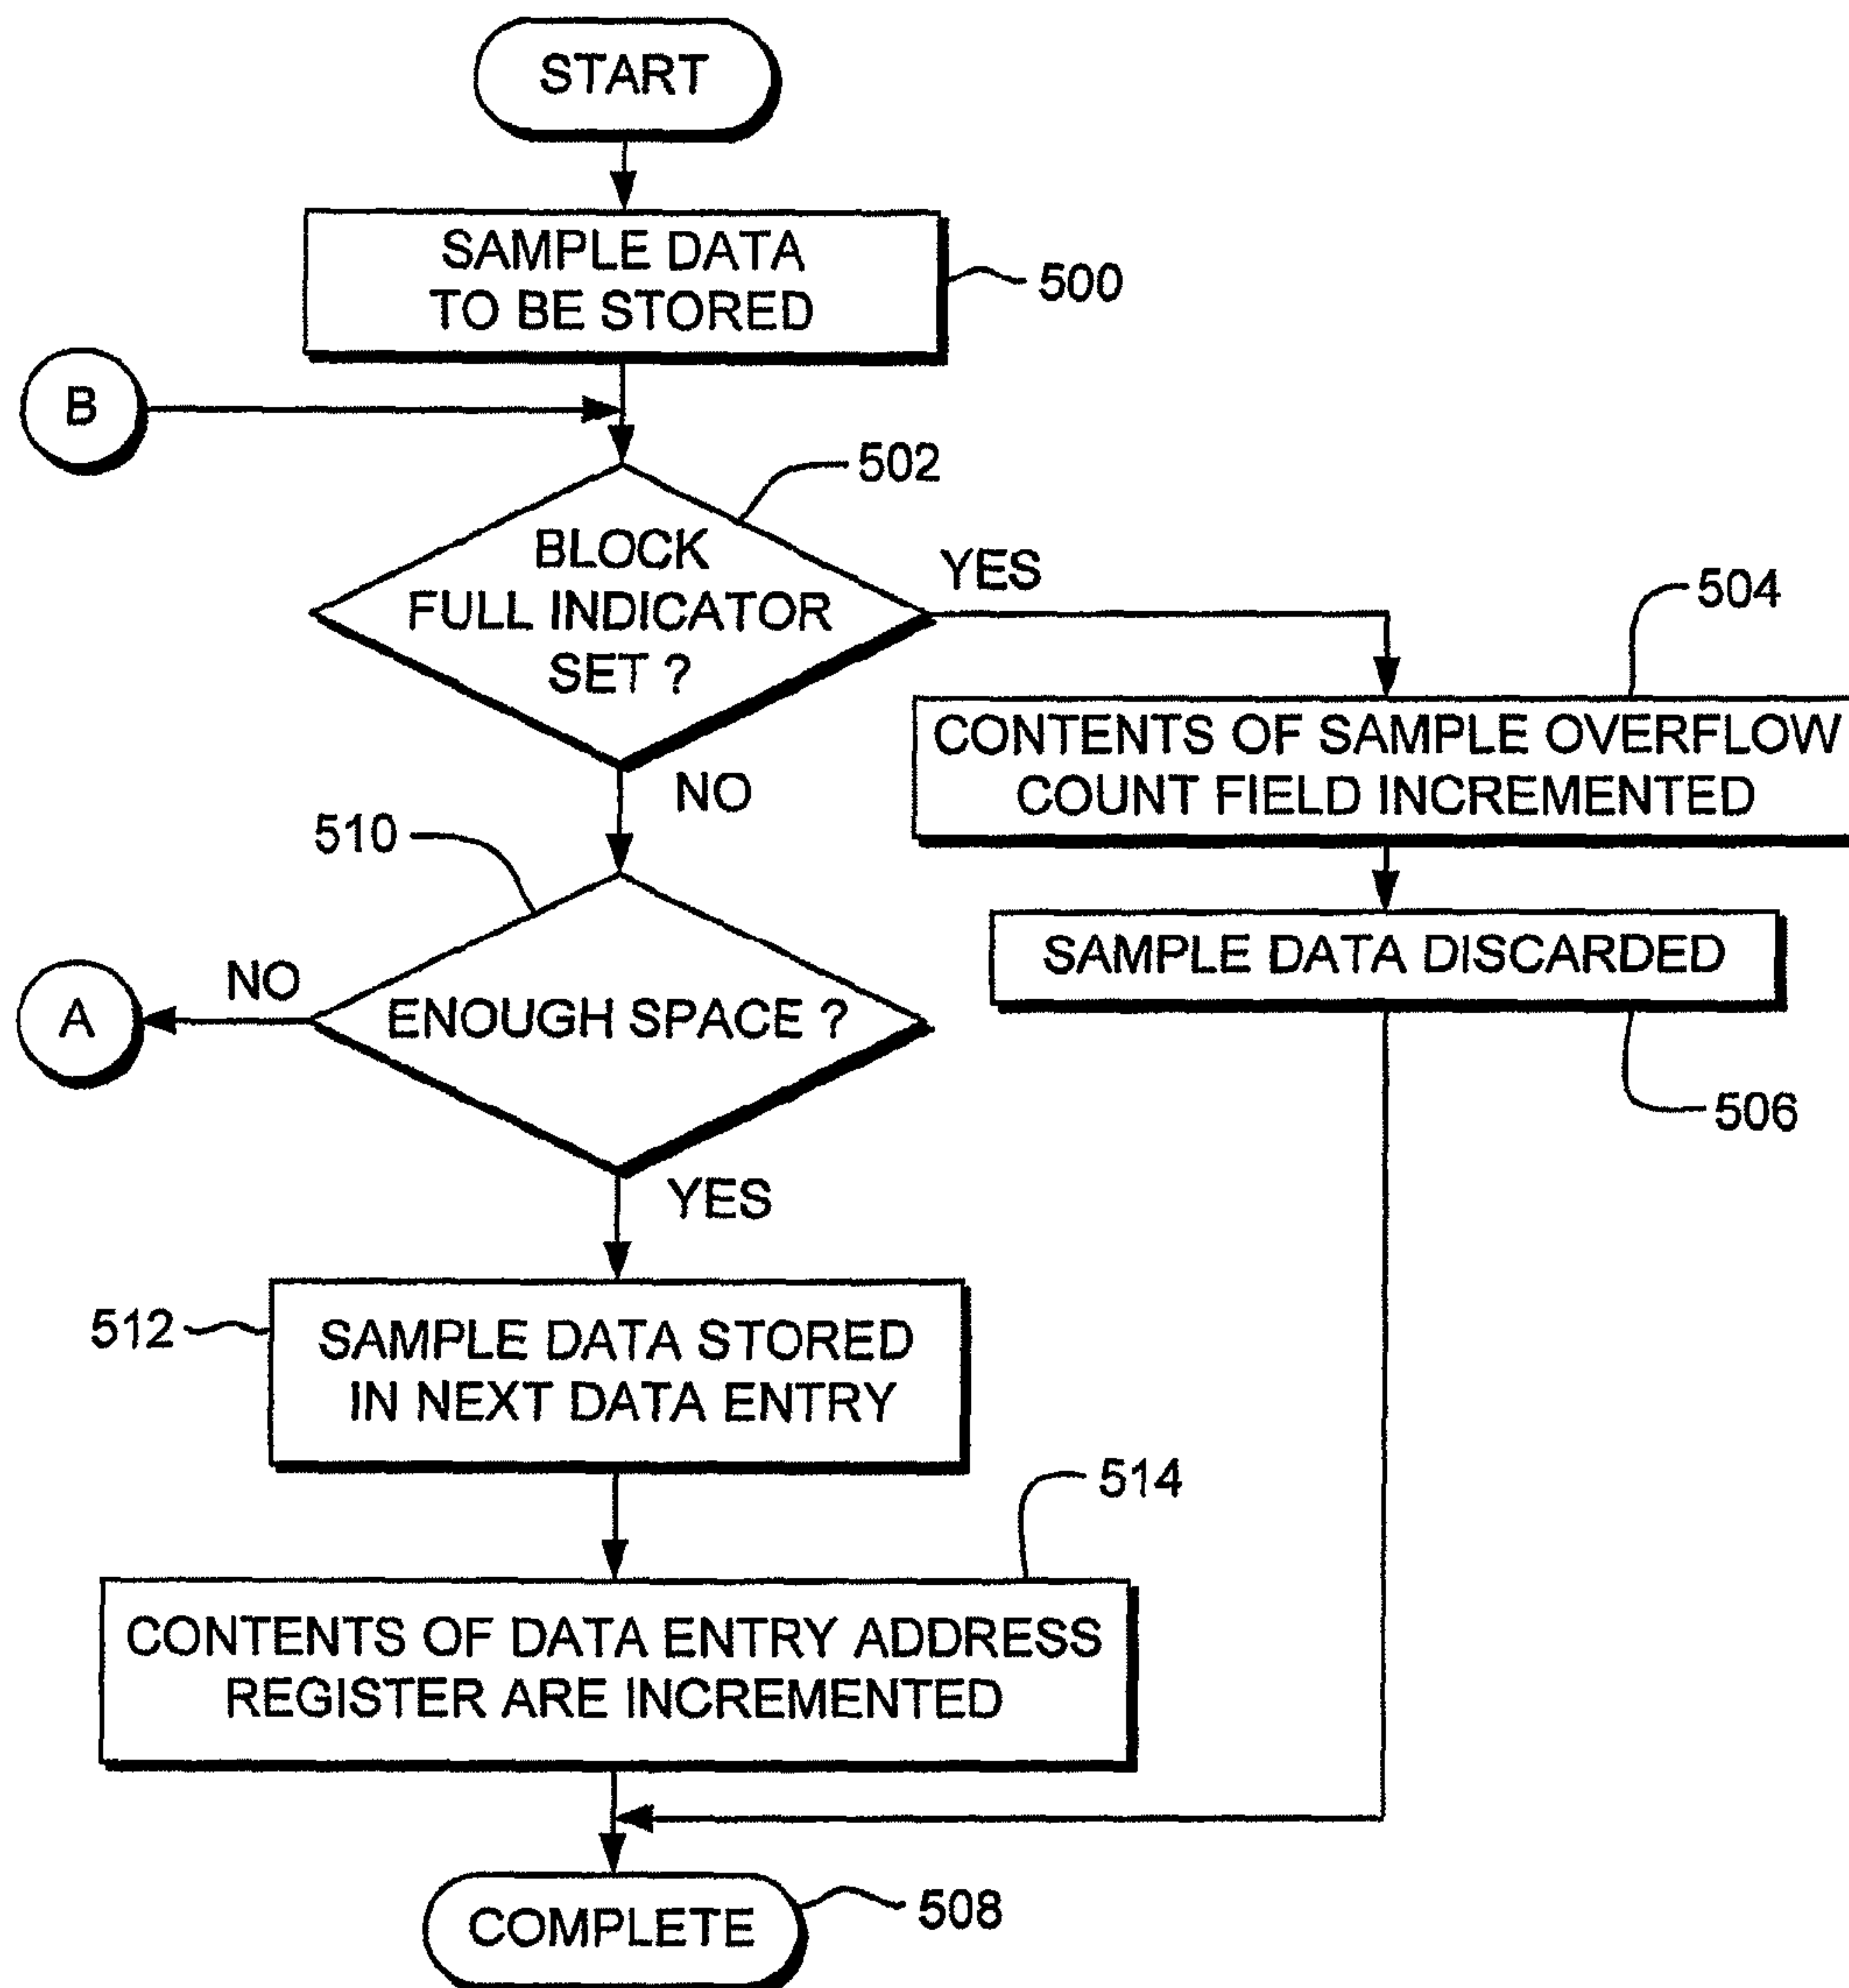 START
SAMPLE DATA
TO BE STORED
500
B
502
BLOCK
FULL INDICATOR
SET ?
YES
504
CONTENTS OF SAMPLE OVERFLOW
COUNT FIELD INCREMENTED
NO
510
SAMPLE DATA DISCARDED
506
NO
A
ENOUGH SPACE ?
YES
512
SAMPLE DATA STORED
IN NEXT DATA ENTRY
514
CONTENTS OF DATA ENTRY ADDRESS
REGISTER ARE INCREMENTED
COMPLETE
508